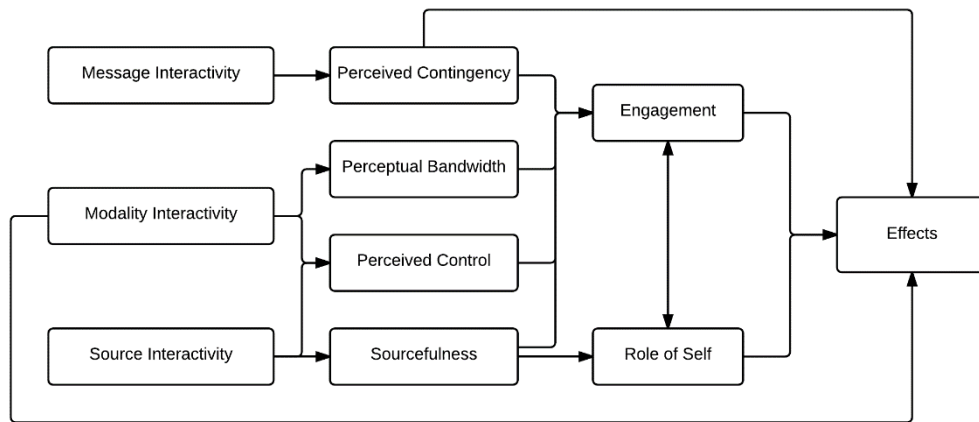 Message Interactivity
Perceived Contingency
Engagement
Perceptual Bandwidth
Modality Interactivity
Effects
Perceived Control
Source Interactivity
Sourcefulness
Role of Self